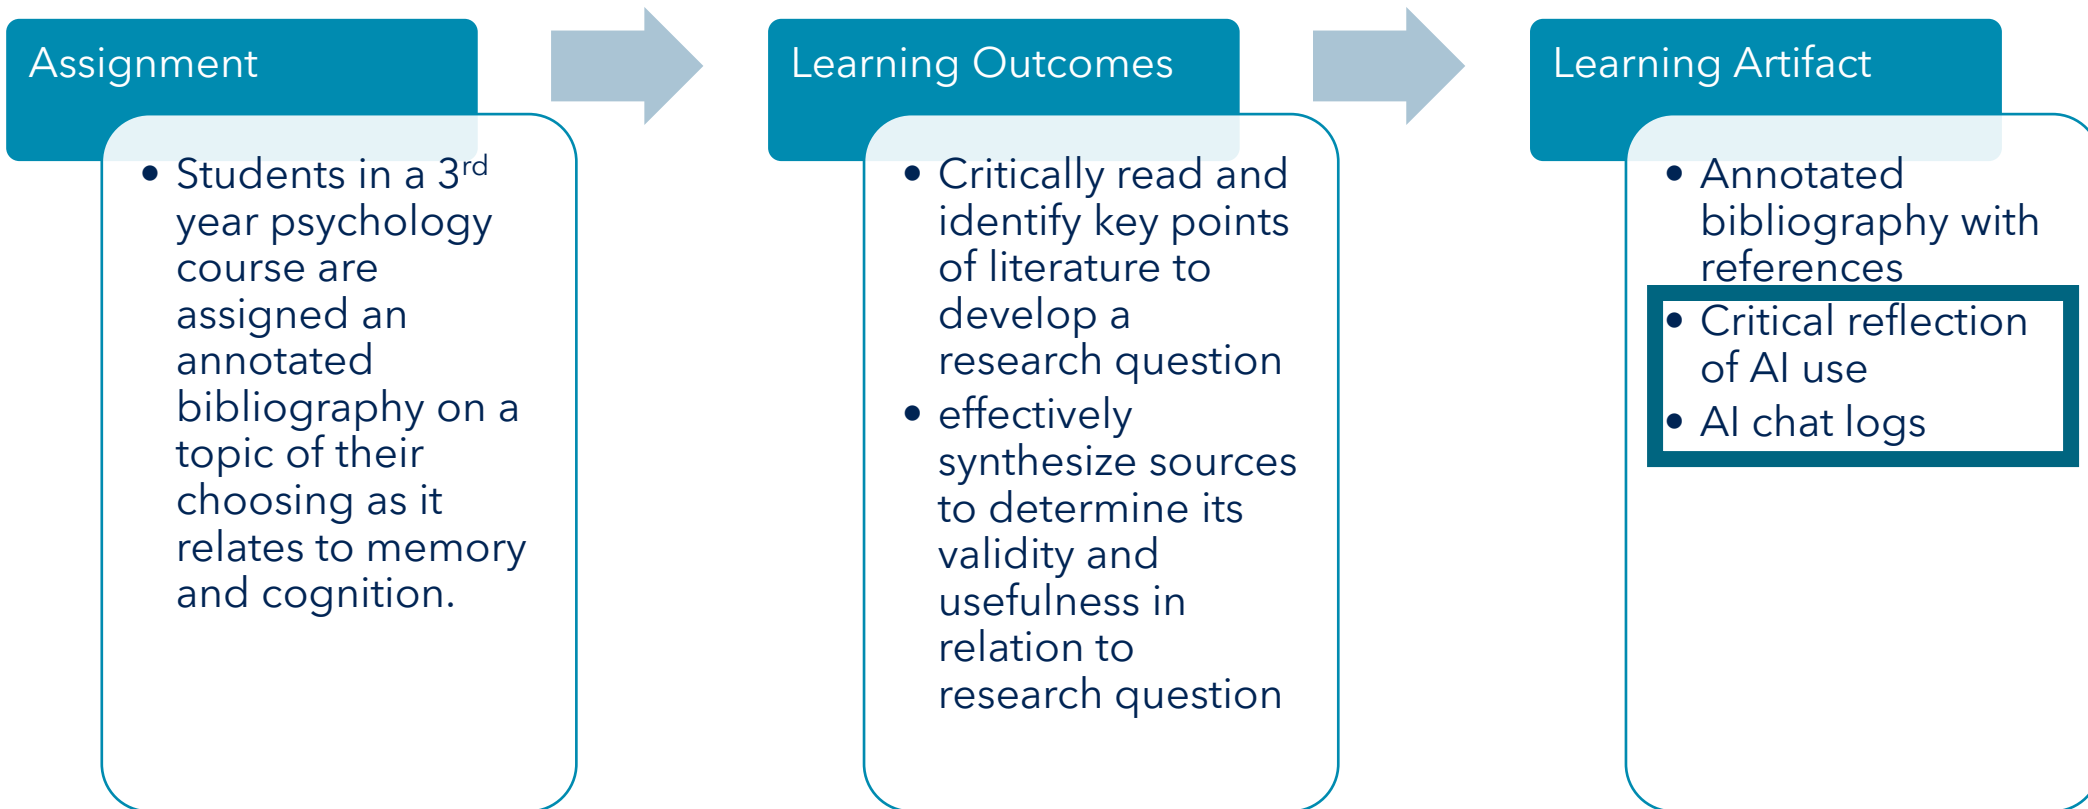 Assignment
• Students in a 3rd
year psychology
course are
assigned an
annotated
bibliography on a
topic of their
choosing as it
relates to memory
and cognition.
Learning Outcomes
• Critically read and
identify key points
of literature to
develop a
research question
• effectively
synthesize sources
to determine its
validity and
usefulness in
relation to
research question
Learning Artifact
• Annotated
bibliography with
references
• Critical reflection
of AI use
• AI chat logs